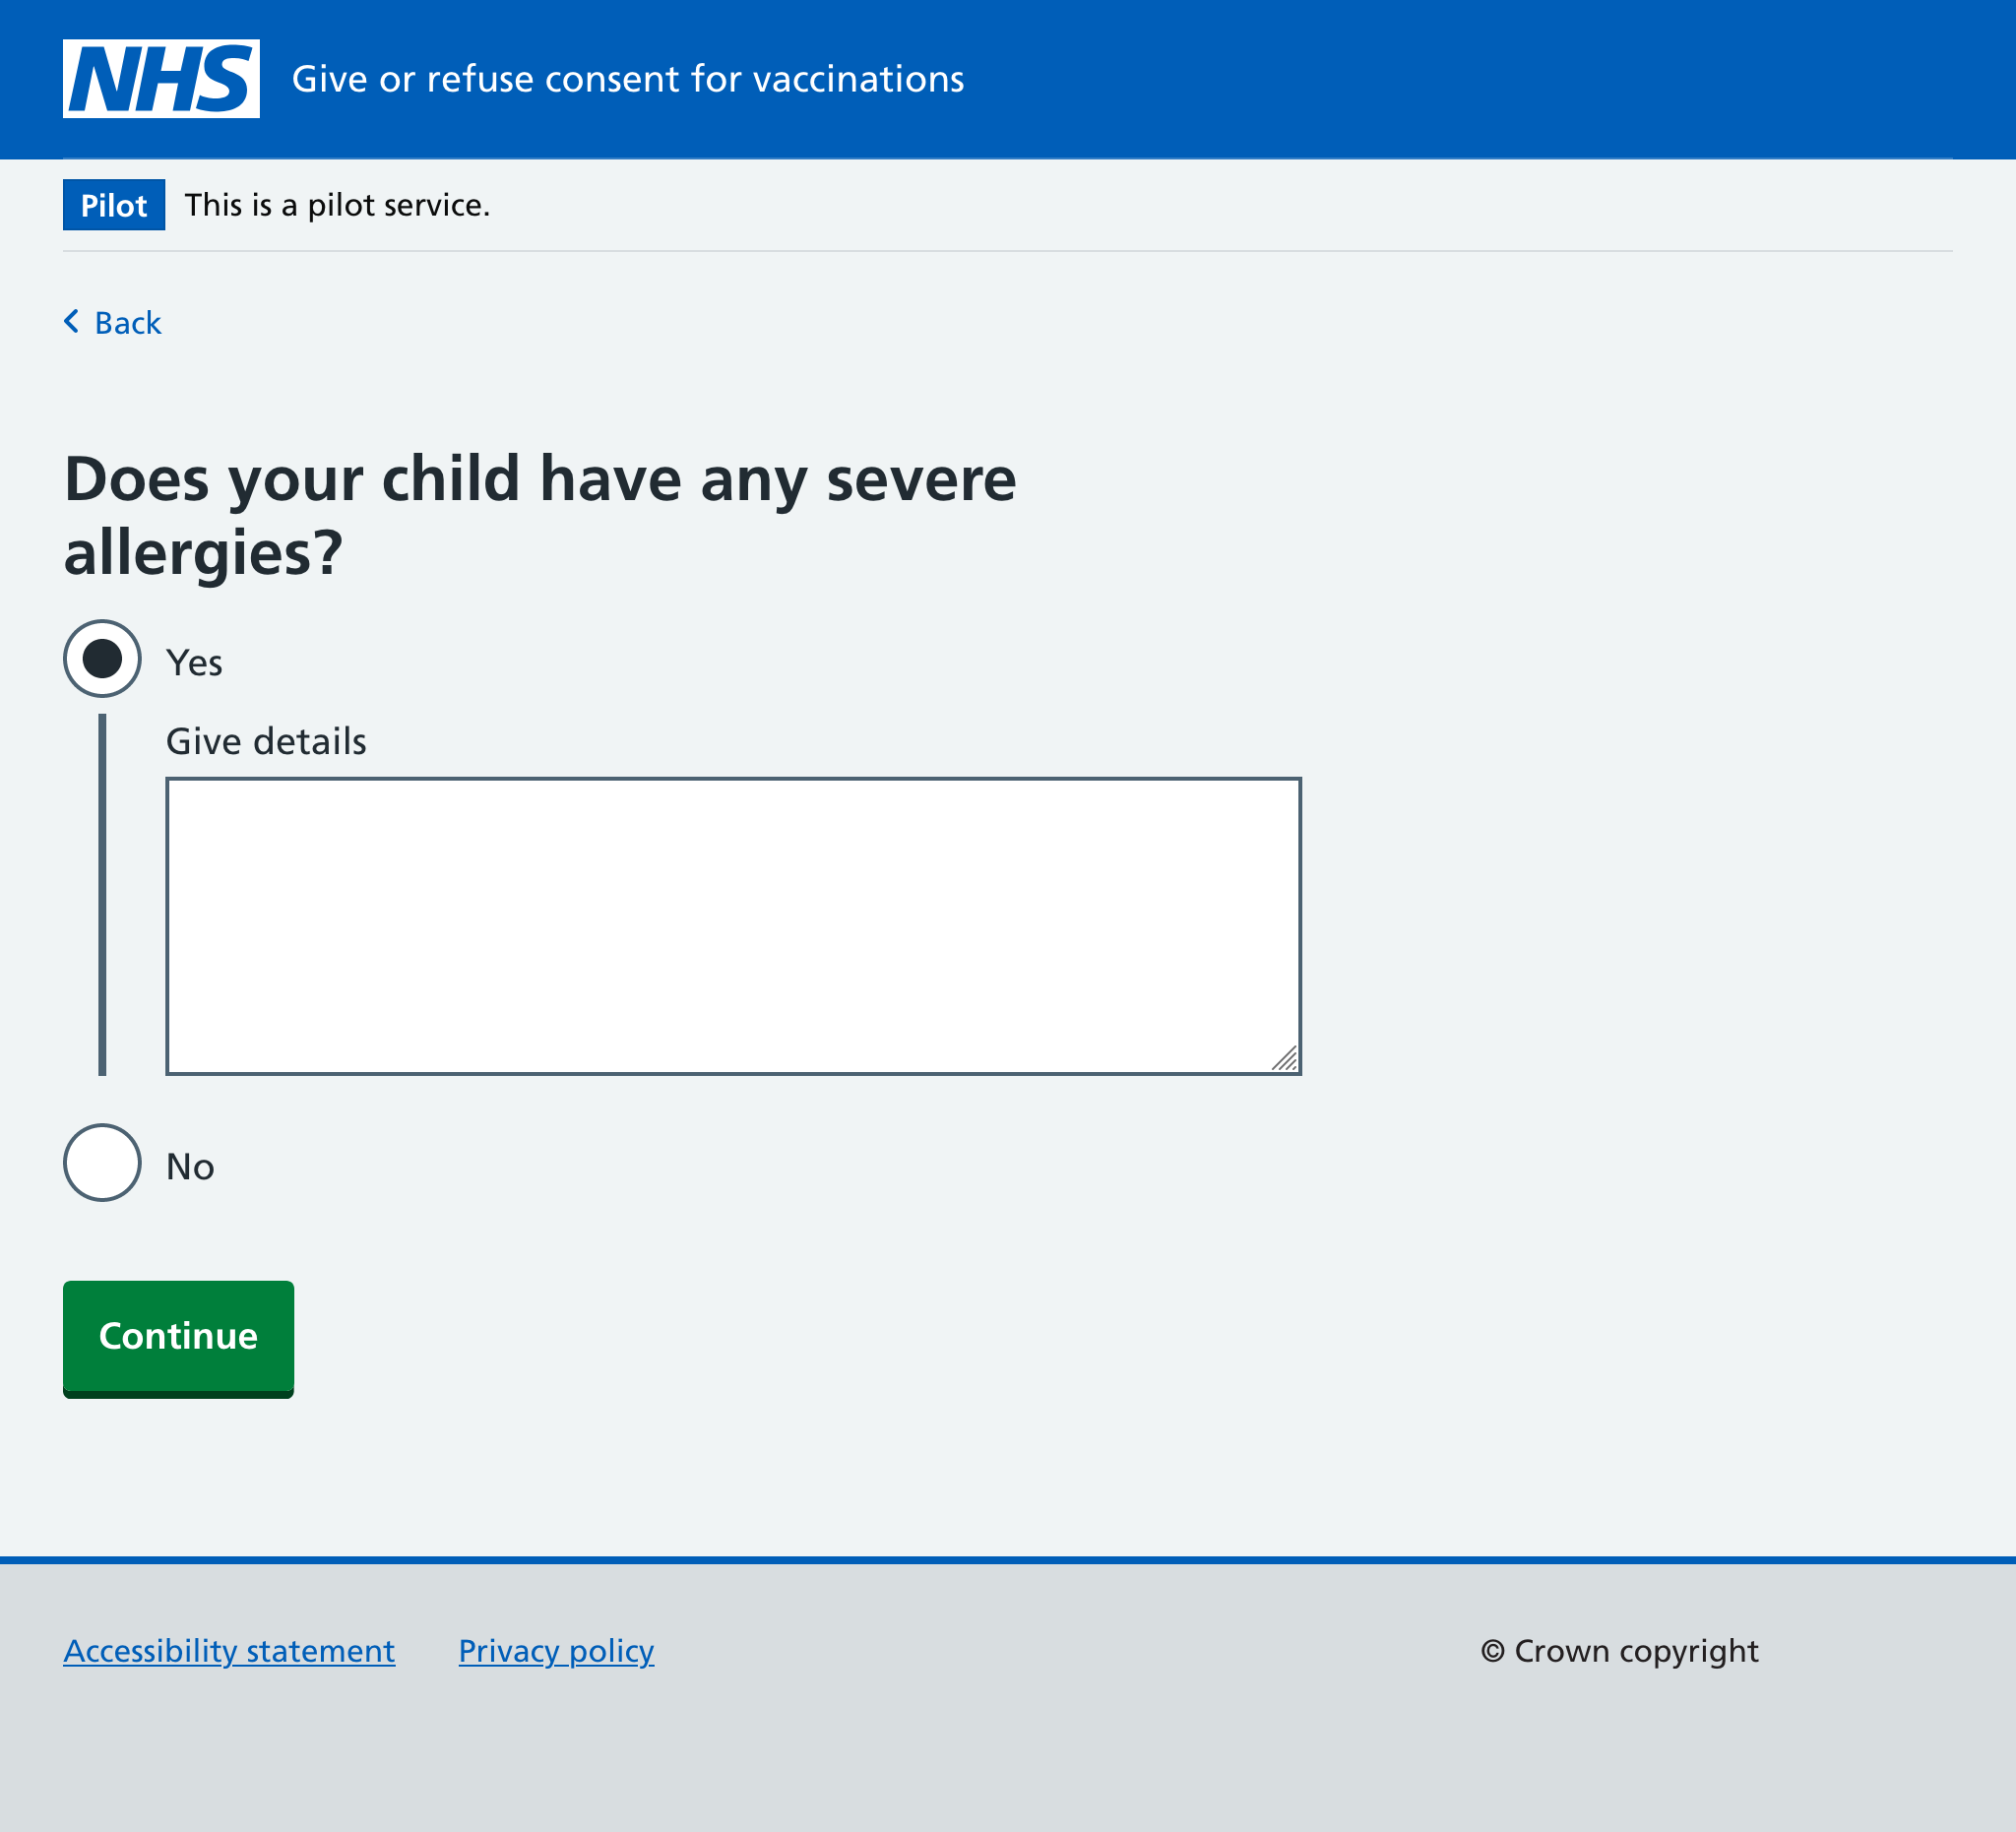 NHS Give or refuse consent for vaccinations
Pilot This is a pilot service.
Back
Does your child have any severe
allergies?
Yes
Give details
No
Continue
Accessibility statement Privacy policy © Crown copyright